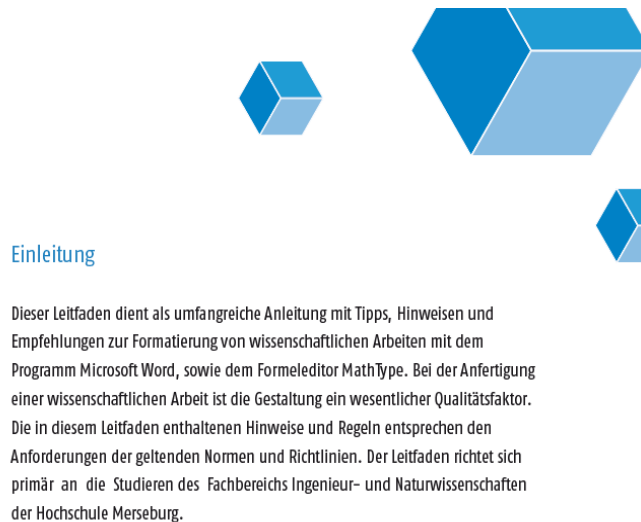 Einleitung
Dieser Leitfaden dient als umfangreiche Anleitung mit Tipps, Hinweisen und
Empfehlungen zur Formatierung von wissenschaftlichen Arbeiten mit dem
Programm Microsoft Word, sowie dem Formeleditor MathType. Bei der Anfertigung
einer wissenschaftlichen Arbeit ist die Gestaltung ein wesentlicher Qualitätsfaktor.
Die in diesem Leitfaden enthaltenen Hinweise und Regeln entsprechen den
Anforderungen der geltenden Normen und Richtlinien. Der Leitfaden richtet sich
primär an die Studieren des Fachbereichs Ingenieur- und Naturwissenschaften
der Hochschule Merseburg.